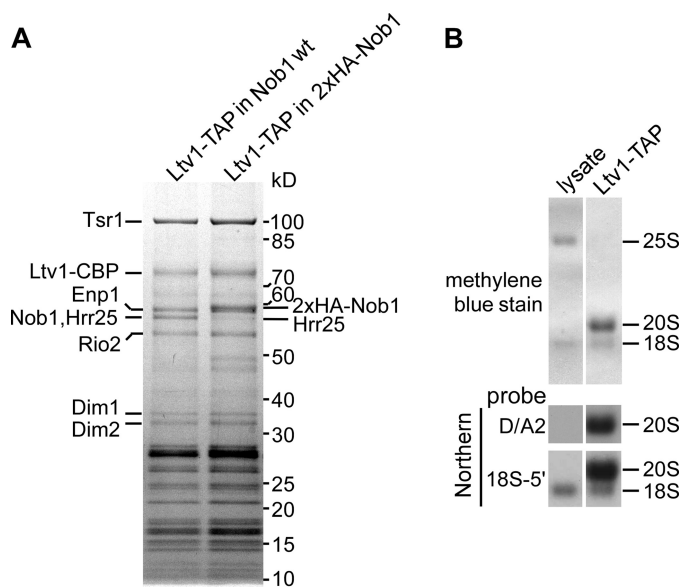 A
Ltv1-TAP in Nob1 wt
Ltv1-TAP in 2xHA-Nob1
kD
Tsr1
100
85
Ltv1-CBP
70
Enp1
60
2xHA-Nob1
Nob1,Hrr25
Hrr25
Rio2
50
40
Dim1
Dim2
30
25
20
15
10
B
lysate
Ltv1-TAP
25S
methylene
blue stain
20S
18S
probe
Northern
D/A2
20S
18S-5'
20S
18S